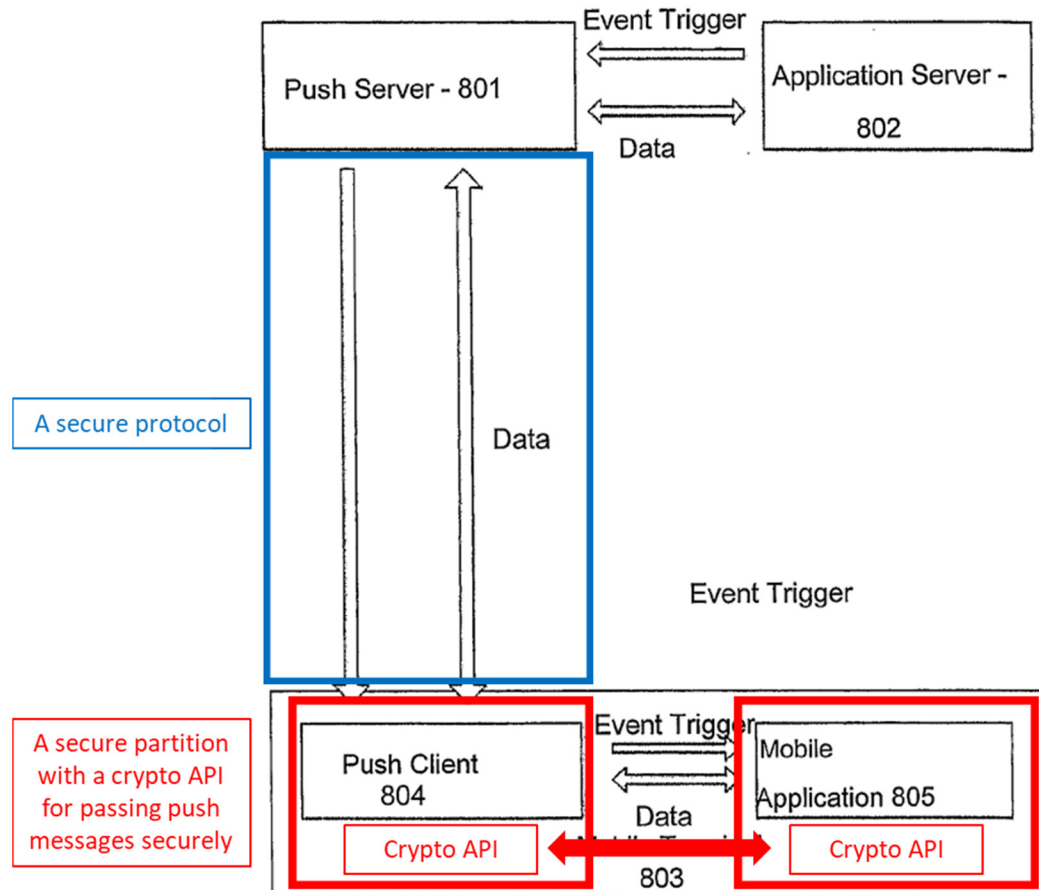 Event Trigger
Push Server - 801
Application Server -
802
Data
A secure protocol
Data
Event Trigger
A secure partition
with a crypto API
for passing push
messages securely
Event Trigger
Push Client
804
Mobile
Application 805
Data
Crypto API
Crypto API
803